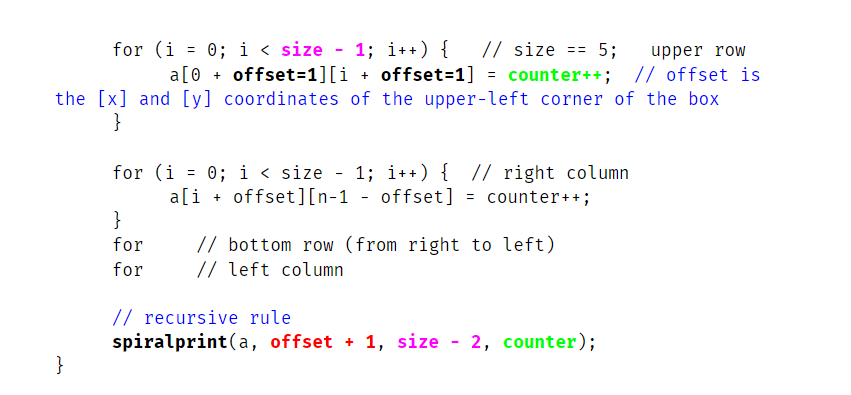 for (i = 0; i < size - 1; i++) { // size == 5; upper row
a[0 + offset=1][i + offset=1] = counter++; // offset is
the [x] and [y] coordinates of the upper-left corner of the box
}
for (i = 0; i < size - 1; i++) { // right column
a[i + offset][n-1 - offset] = counter++;
}
for // bottom row (from right to left)
for // left column
// recursive rule
spiralprint(a, offset + 1, size - 2, counter);
}